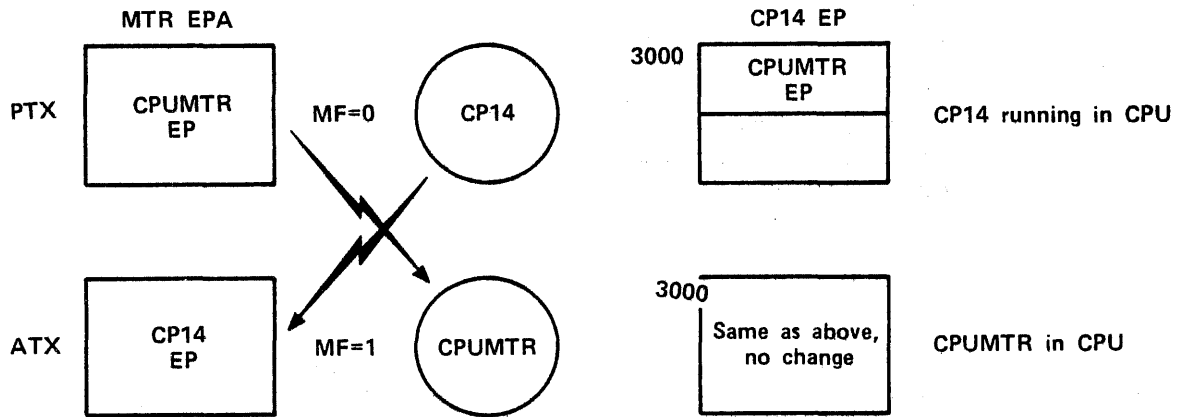 MTR EPA
CP14 EP
PTX
CPUMTR
EP
MF=0
CP14
3000
CPUMTR
EP
CP14 running in CPU
ATX
CP14
EP
MF=1
CPUMTR
3000
Same as above,
no change
CPUMTR in CPU